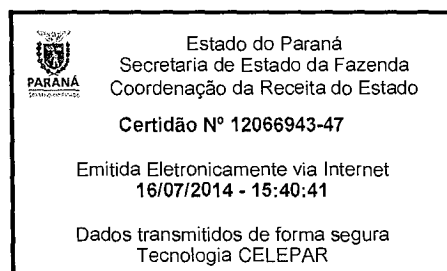 PARANÁ
Estado do Paraná
Secretaria de Estado da Fazenda
Coordenação da Receita do Estado
Certidão Nº 12066943-47
Emitida Eletronicamente via Internet
16/07/2014 - 15:40:41
Dados transmitidos de forma segura
Tecnologia CELEPAR